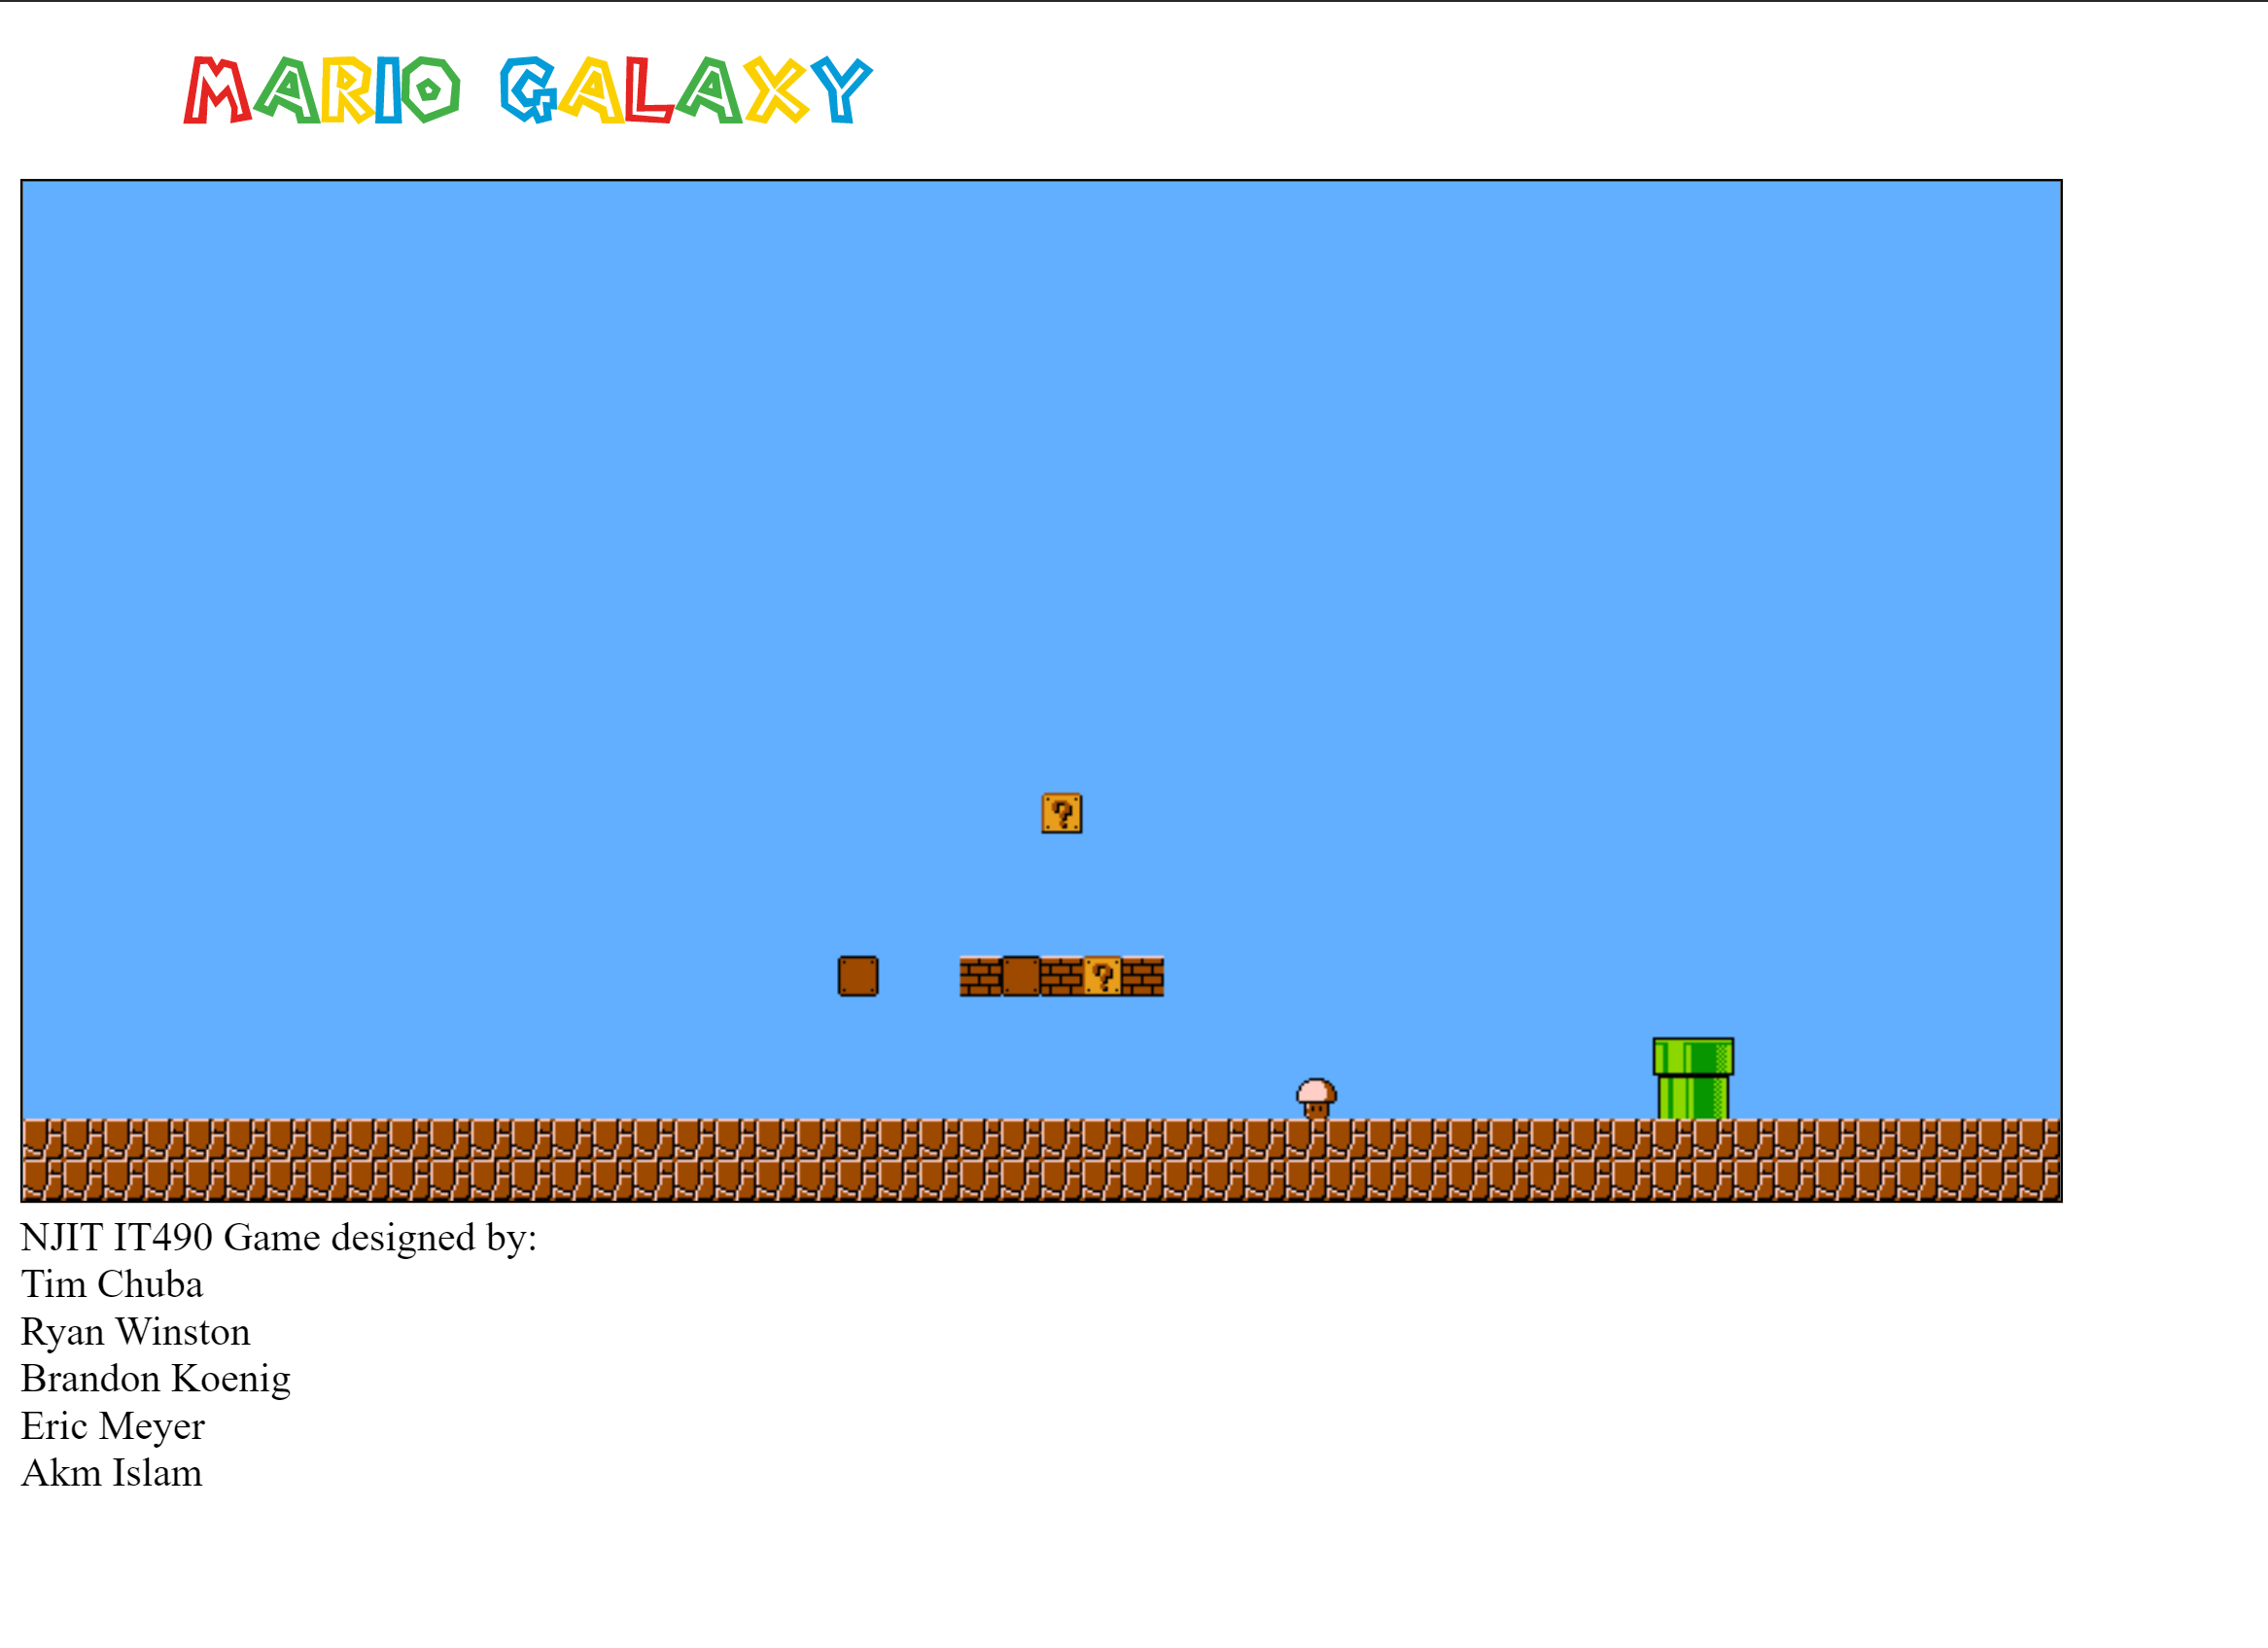 MARIO GALAXY
?
?
NJIT IT490 Game designed by:
Tim Chuba
Ryan Winston
Brandon Koenig
Eric Meyer
Akm Islam